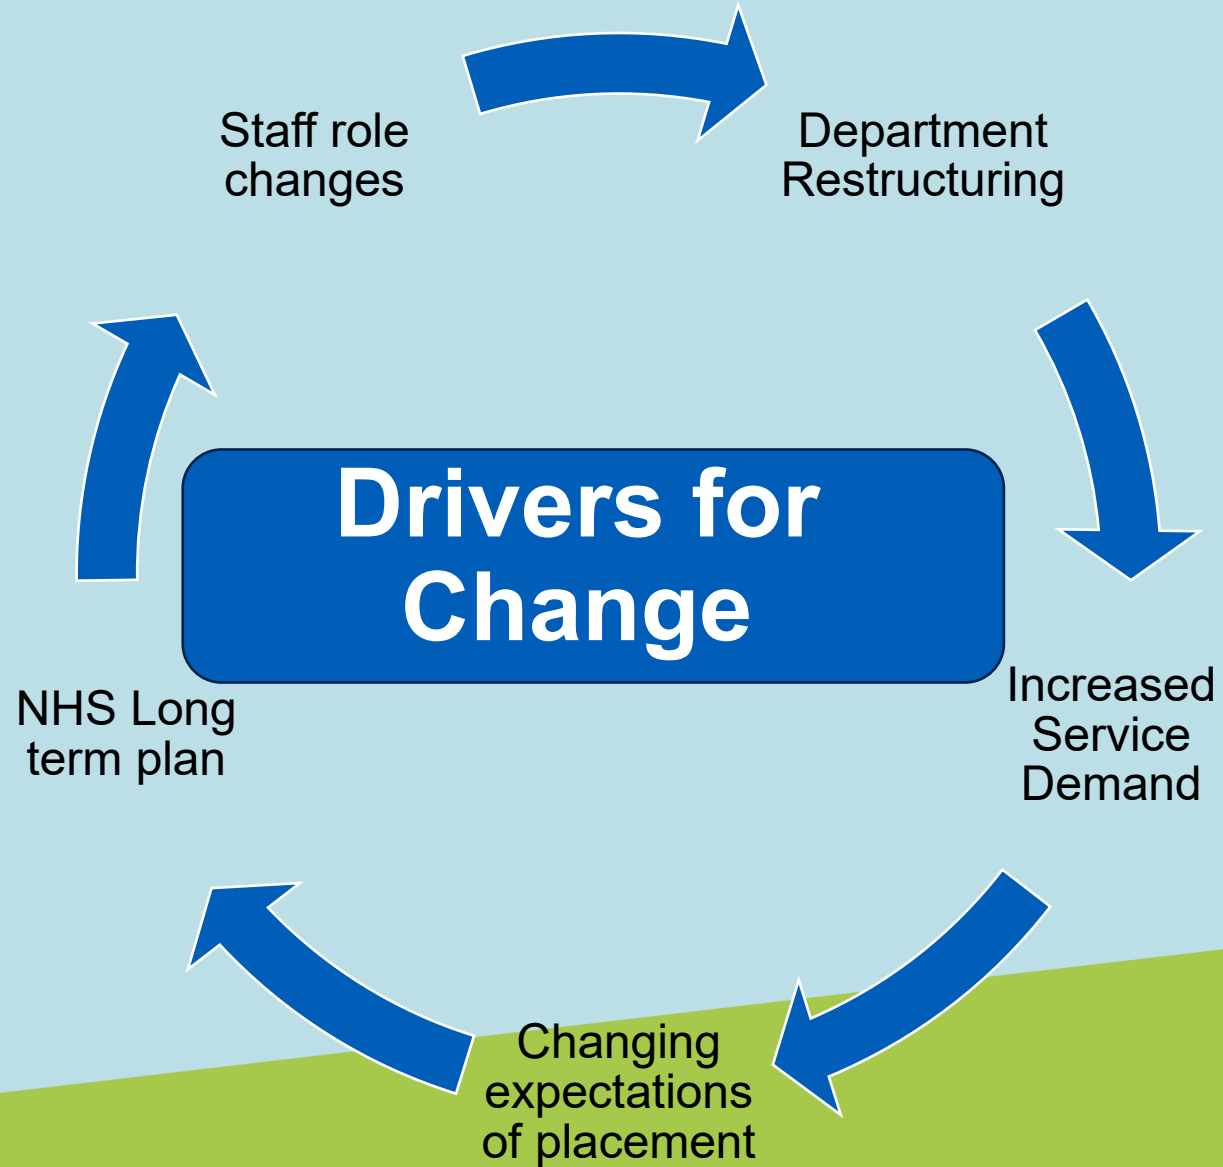 Staff role
changes
Department
Restructuring
Drivers for
Change
NHS Long
term plan
Increased
Service
Demand
Changing
expectations
of placement